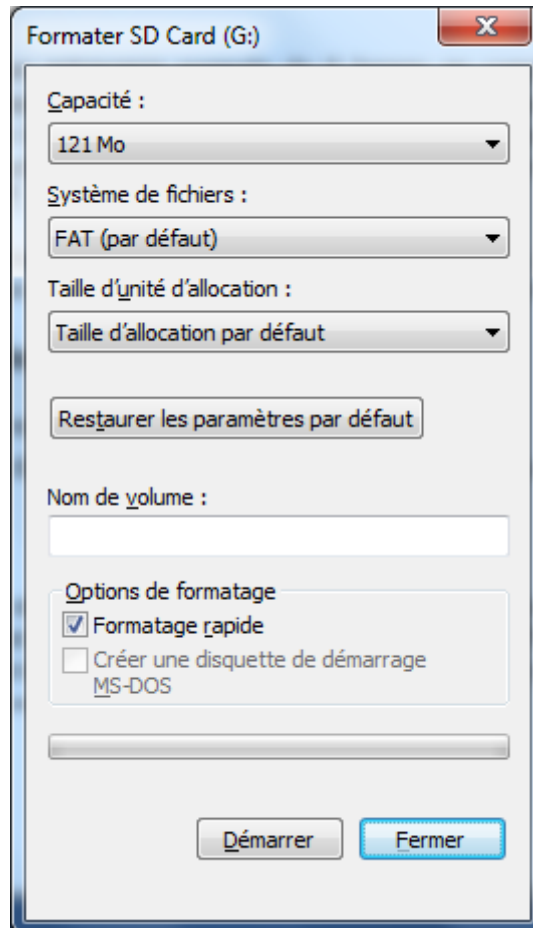 Formater SD Card (G:)
Capacité :
121 Mo
Système de fichiers :
FAT (par défaut)
Taille d’unité d’allocation :
Taille d’allocation par défaut
Restaurer les paramètres par défaut
Nom de volume :
Options de formatage
Formatage rapide
Créer une disquette de démarrage
MS-DOS
Démarrer
Fermer